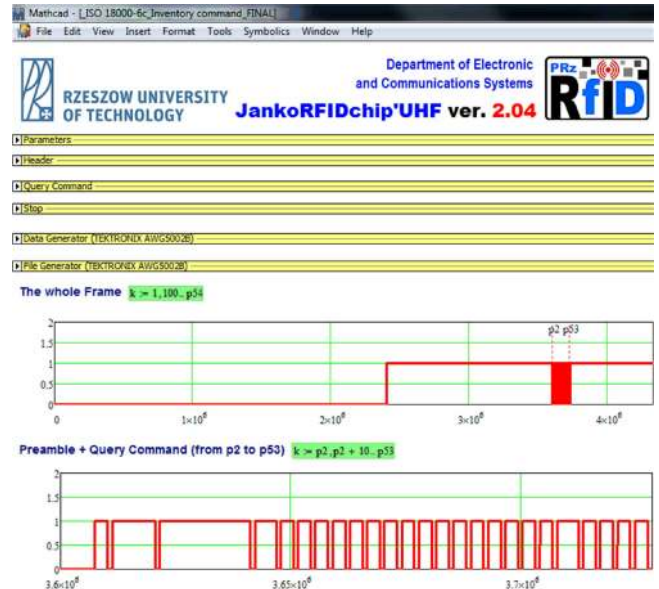 Mathcad - [_ISO 18000-6c_Inventory command_FINAL]
File Edit View Insert Format Tools Symbolics Window Help
RZESZOW UNIVERSITY
OF TECHNOLOGY
Department of Electronic
and Communications Systems
JankoRFIDchip'UHF ver. 2.04
PRz
RfID
Parameters
Header
Query Command
Stop
Data Generator (TEKTRONIX AWG5002B)
File Generator (TEKTRONIX AWG5002B)
The whole Frame k := 1,100.. p54
2
1.5
1
0.5
0
p2 p53
0 1×10⁶ 2×10⁶ 3×10⁶ 4×10⁶
Preamble + Query Command (from p2 to p53) k := p2,p2 + 10.. p53
2
1.5
1
0.5
0
3.6×10⁶ 3.65×10⁶ 3.7×10⁶